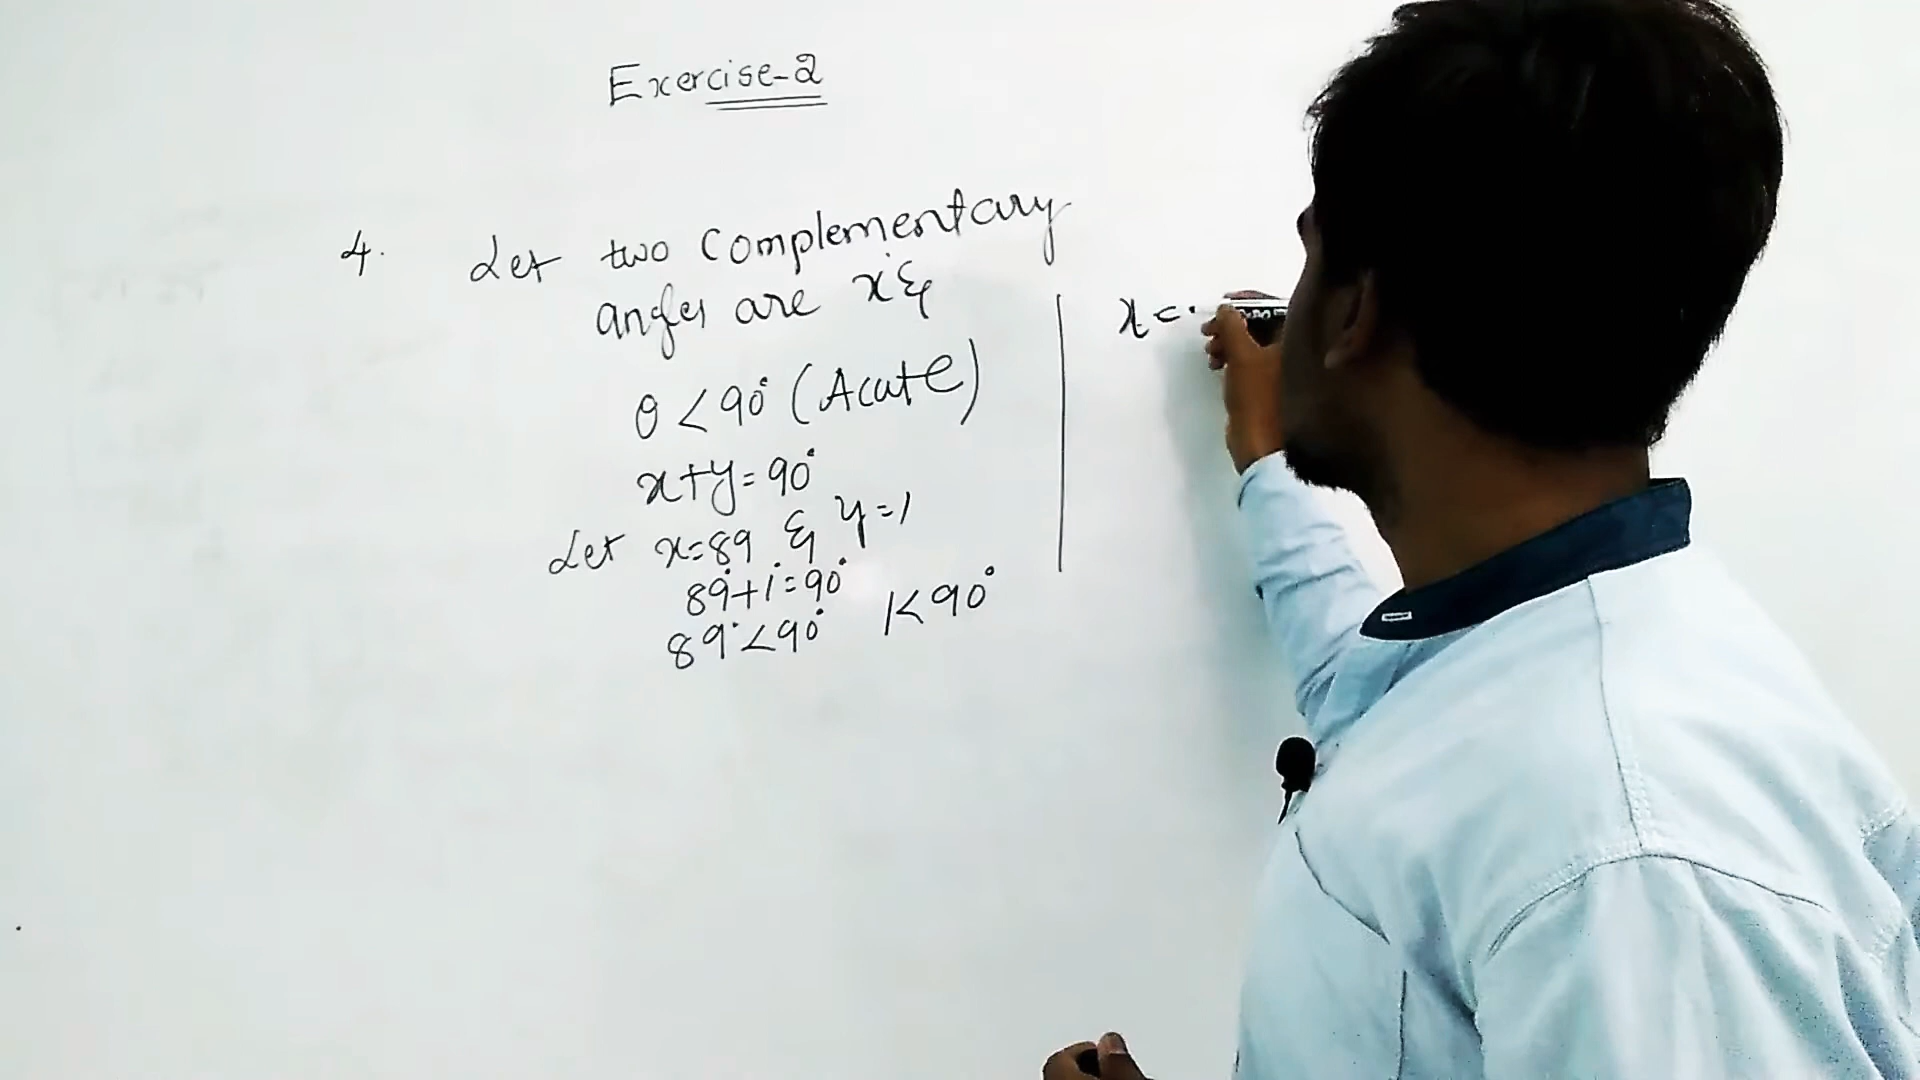 Exercise-2
4. Let two complementary
angles are x &
θ < 90° (Acute)
x+y=90°
Let x=89 & y=1
89°+1°=90°
89°<90° 1<90°
x